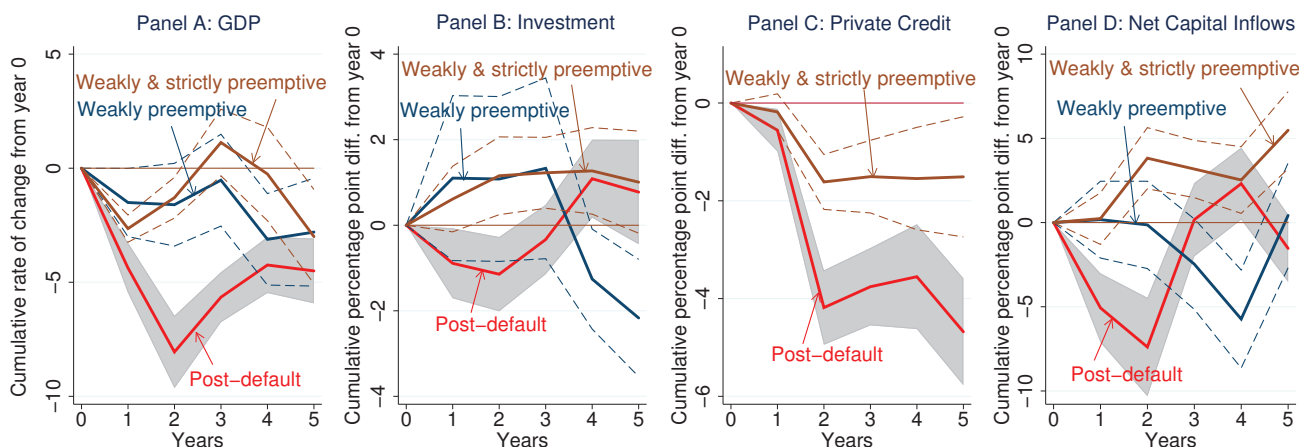 Panel A: GDP
Cumulative rate of change from year 0
5
0
−5
−10
Weakly & strictly preemptive
Weakly preemptive
Post−default
0 1 2 3 4 5
Years
Panel B: Investment
Cumulative percentage point diff. from year 0
4
2
0
−2
−4
Weakly & strictly preemptive
Weakly preemptive
Post−default
0 1 2 3 4 5
Years
Panel C: Private Credit
Cumulative percentage point diff. from year 0
0
−2
−4
−6
Weakly & strictly preemptive
Post−default
0 1 2 3 4 5
Years
Panel D: Net Capital Inflows
Cumulative percentage point diff. from year 0
10
5
0
−5
−10
Weakly & strictly preemptive
Weakly preemptive
Post−default
0 1 2 3 4 5
Years